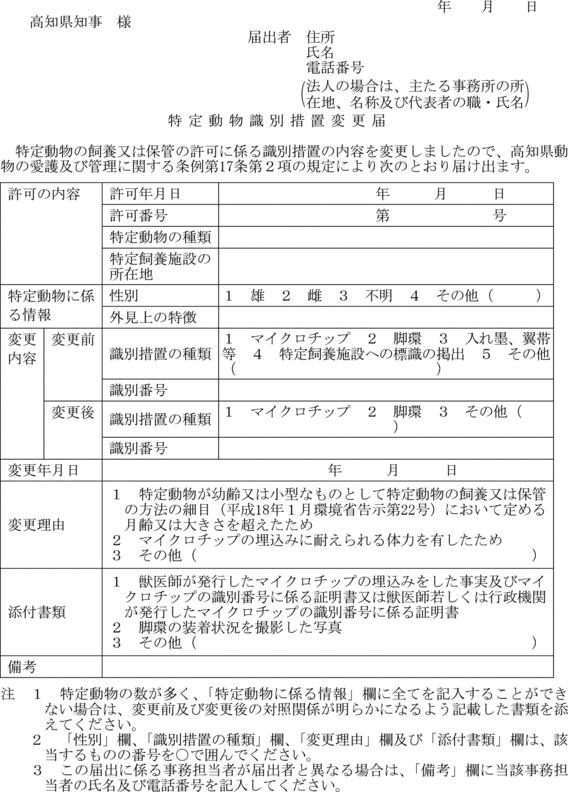 年　　月　　日
高知県知事　様
届出者　住所
氏名
電話番号
（法人の場合は、主たる事務所の所
在地、名称及び代表者の職・氏名）
特定動物識別措置変更届
特定動物の飼養又は保管の許可に係る識別措置の内容を変更しましたので、高知県動
物の愛護及び管理に関する条例第17条第２項の規定により次のとおり届け出ます。
許可の内容
許可年月日
年　　　月　　　日
許可番号
第　　　　　　　号
特定動物の種類
特定飼養施設の
所在地
特定動物に係
る情報
性別
１　雄　２　雌　３　不明　４　その他（　　　）
外見上の特徴
変更
内容
変更前
識別措置の種類
１　マイクロチップ　２　脚環　３　入れ墨、翼帯
等　４　特定飼養施設への標識の掲出　５　その他
（　　　　　　　　　　　　　　）
識別番号
変更後
識別措置の種類
１　マイクロチップ　２　脚環　３　その他（
）
識別番号
変更年月日
年　　　月　　　日
変更理由
１　特定動物が幼齢又は小型なものとして特定動物の飼養又は保管
の方法の細目（平成18年１月環境省告示第22号）において定める
月齢又は大きさを超えたため
２　マイクロチップの埋込みに耐えられる体力を有したため
３　その他（　　　　　　　　　　　　　　　　　　　　　　　）
添付書類
１　獣医師が発行したマイクロチップの埋込みをした事実及びマイ
クロチップの識別番号に係る証明書又は獣医師若しくは行政機関
が発行したマイクロチップの識別番号に係る証明書
２　脚環の装着状況を撮影した写真
３　その他（　　　　　　　　　　　　　　　　　　　　　　　）
備考
注　１　特定動物の数が多く、「特定動物に係る情報」欄に全てを記入することができ
ない場合は、変更前及び変更後の対照関係が明らかになるよう記載した書類を添
えてください。
２　「性別」欄、「識別措置の種類」欄、「変更理由」欄及び「添付書類」欄は、該
当するものの番号を〇で囲んでください。
３　この届出に係る事務担当者が届出者と異なる場合は、「備考」欄に当該事務担
当者の氏名及び電話番号を記入してください。